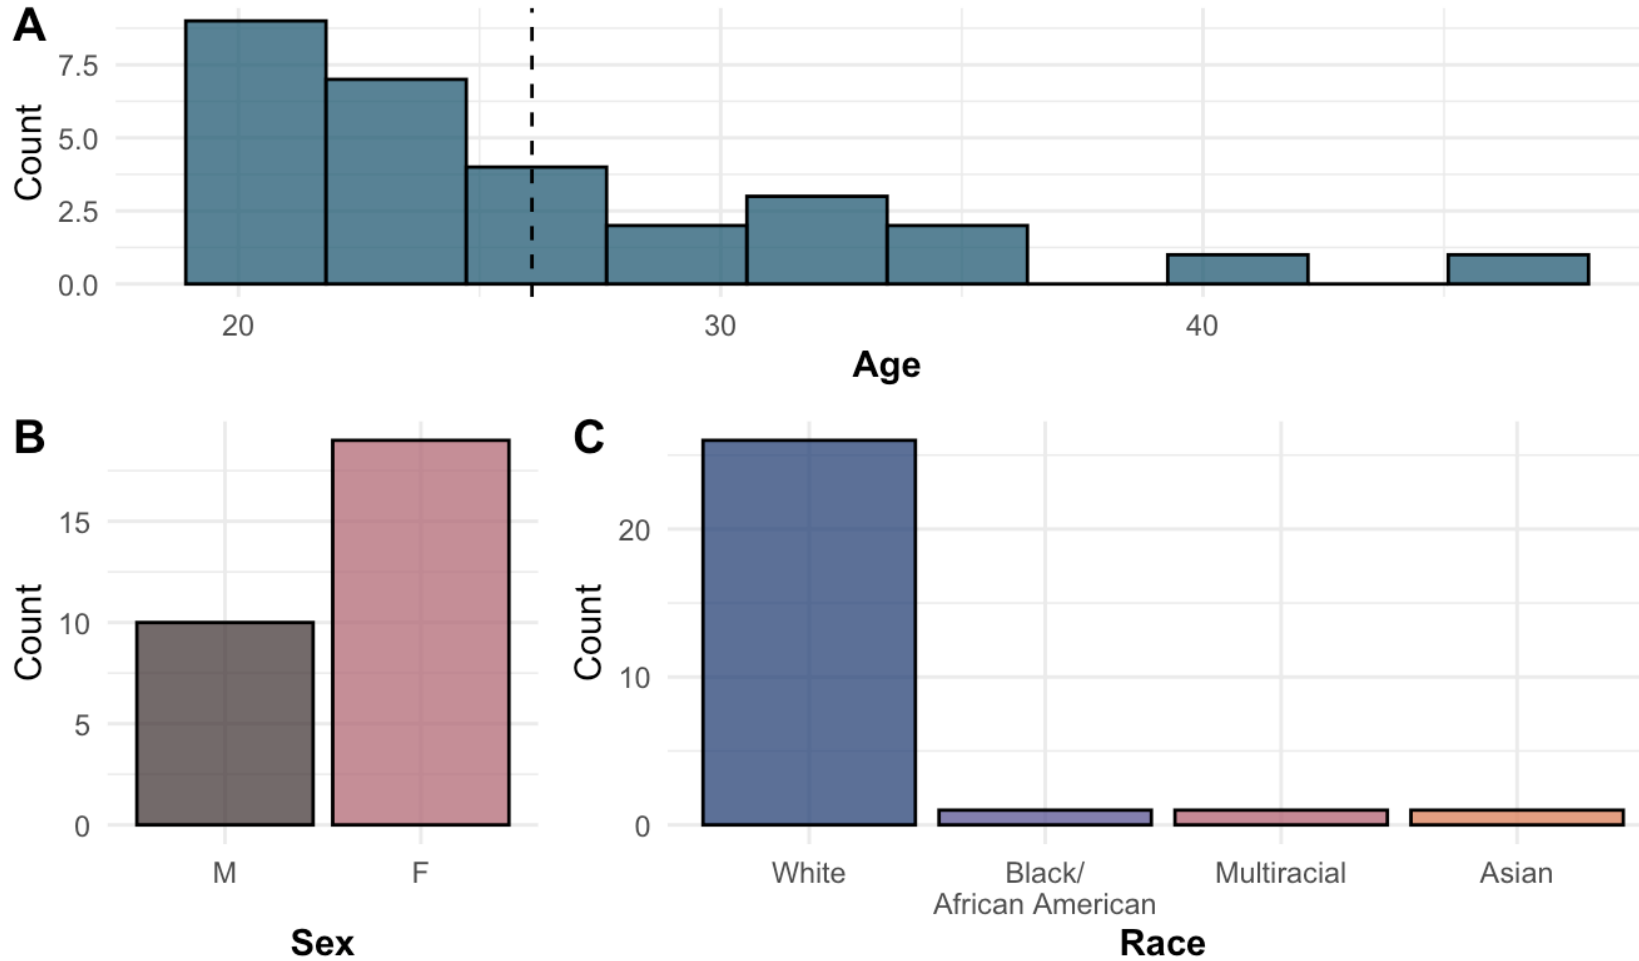 A
Count
7.5
5.0
2.5
0.0
20 30 40
Age
B
Count
15
10
5
0
M F
Sex
C
Count
20
10
0
White Black/ Multiracial Asian
African American
Race